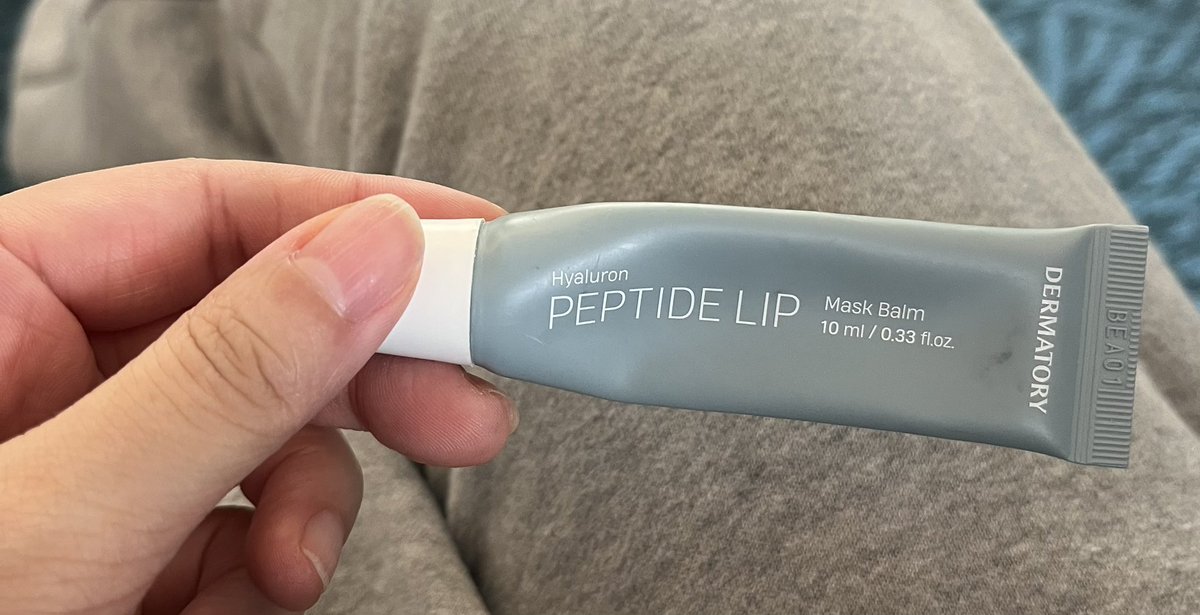 Hyaluron
PEPTIDE LIP
Mask Balm
10 ml / 0.33 fl.oz.
DERMATORY
BEA01